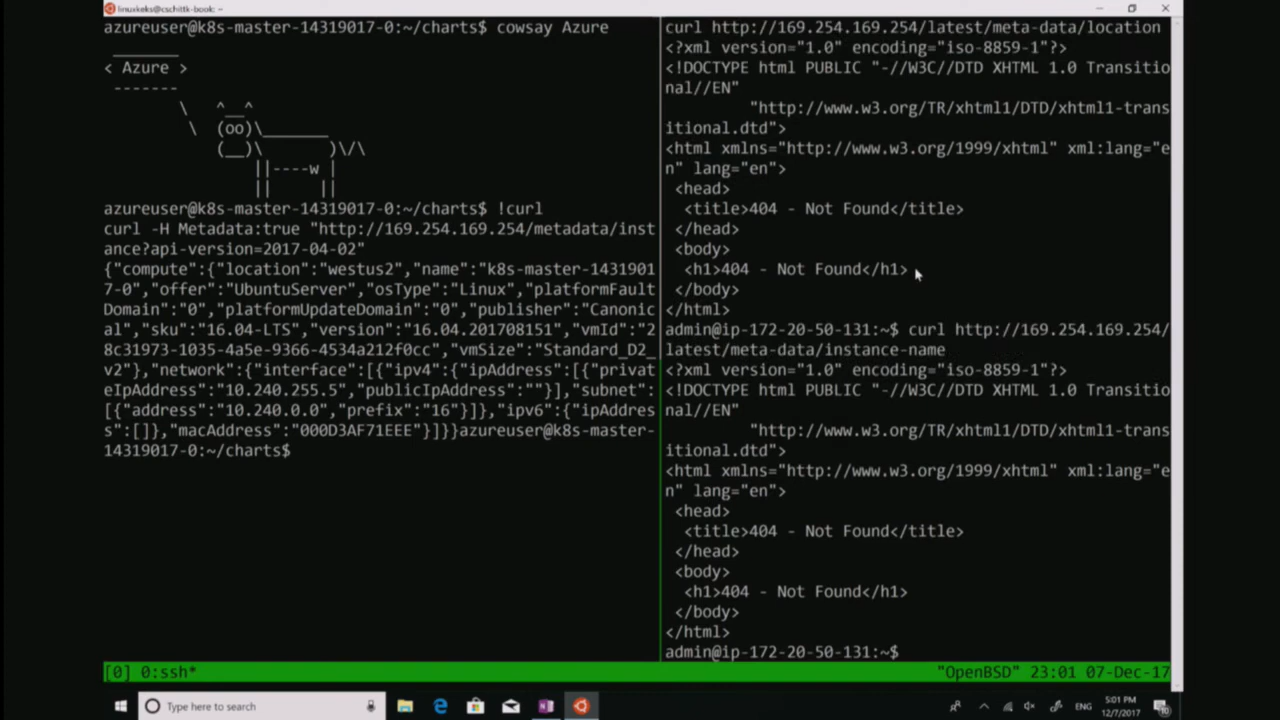 linuxkeks@cschittk-book: ~
azureuser@k8s-master-14319017-0:~/charts$ cowsay Azure
_______
< Azure >
-------
\ ^__^
\ (oo)\_______
(__)\ )\/\
||----w |
|| ||
azureuser@k8s-master-14319017-0:~/charts$ !curl
curl -H Metadata:true "http://169.254.169.254/metadata/inst
ance?api-version=2017-04-02"
{"compute":{"location":"westus2","name":"k8s-master-1431901
7-0","offer":"UbuntuServer","osType":"Linux","platformFault
Domain":"0","platformUpdateDomain":"0","publisher":"Canonic
al","sku":"16.04-LTS","version":"16.04.201708151","vmId":"2
8c31973-1035-4a5e-9366-4534a212f0cc","vmSize":"Standard_D2_
v2"},"network":{"interface":[{"ipv4":{"ipAddress":[{"privat
eIpAddress":"10.240.255.5","publicIpAddress":""}],"subnet":
[{"address":"10.240.0.0","prefix":"16"}]},"ipv6":{"ipAddres
s":[]},"macAddress":"000D3AF71EEE"}]}}azureuser@k8s-master-
14319017-0:~/charts$
curl http://169.254.169.254/latest/meta-data/location
<?xml version="1.0" encoding="iso-8859-1"?>
<!DOCTYPE html PUBLIC "-//W3C//DTD XHTML 1.0 Transitio
nal//EN"
"http://www.w3.org/TR/xhtml1/DTD/xhtml1-trans
itional.dtd">
<html xmlns="http://www.w3.org/1999/xhtml" xml:lang="e
n" lang="en">
<head>
<title>404 - Not Found</title>
</head>
<body>
<h1>404 - Not Found</h1>
</body>
</html>
admin@ip-172-20-50-131:~$ curl http://169.254.169.254/
latest/meta-data/instance-name
<?xml version="1.0" encoding="iso-8859-1"?>
<!DOCTYPE html PUBLIC "-//W3C//DTD XHTML 1.0 Transitio
nal//EN"
"http://www.w3.org/TR/xhtml1/DTD/xhtml1-trans
itional.dtd">
<html xmlns="http://www.w3.org/1999/xhtml" xml:lang="e
n" lang="en">
<head>
<title>404 - Not Found</title>
</head>
<body>
<h1>404 - Not Found</h1>
</body>
</html>
admin@ip-172-20-50-131:~$
[0] 0:ssh* "OpenBSD" 23:01 07-Dec-17
Type here to search
ENG
5:01 PM
12/7/2017